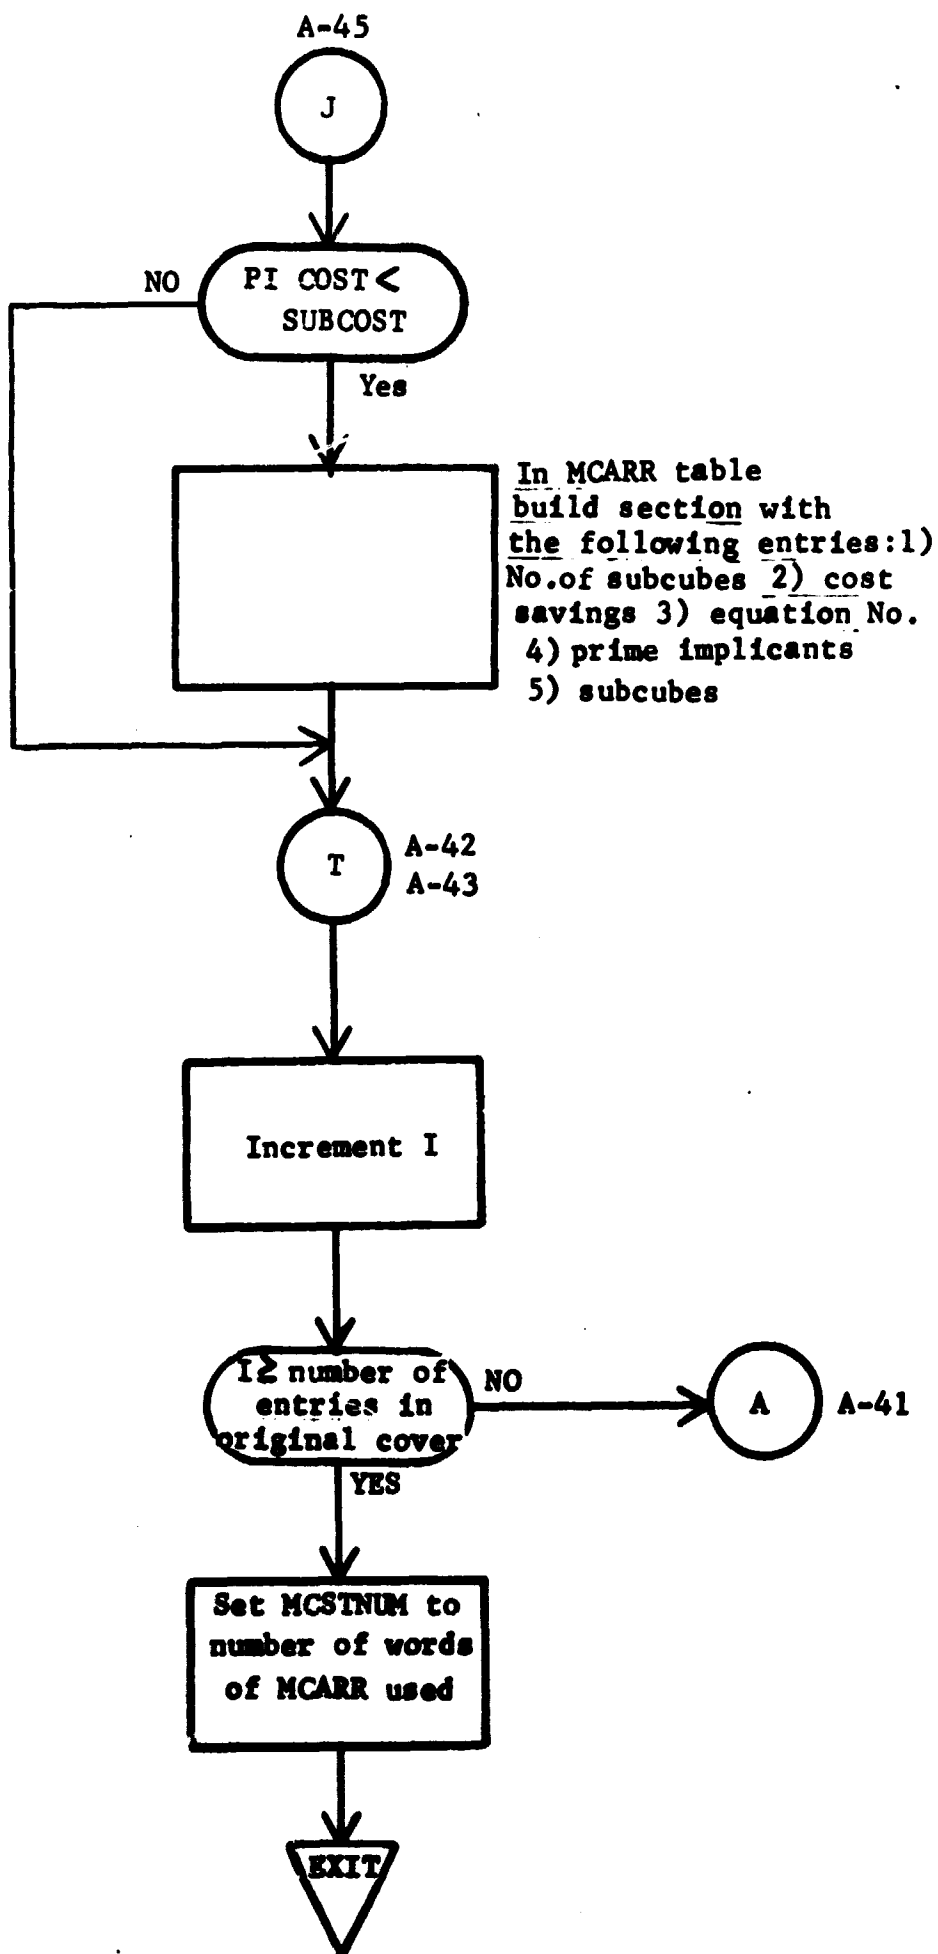 A-45
J
NO
PI COST <
SUBCOST
Yes
In MCARR table
build section with
the following entries:1)
No.of subcubes 2) cost
savings 3) equation No.
4) prime implicants
5) subcubes
T
A-42
A-43
Increment I
I ≥ number of
entries in
original cover
NO
A
A-41
YES
Set MCSTNUM to
number of words
of MCARR used
EXIT